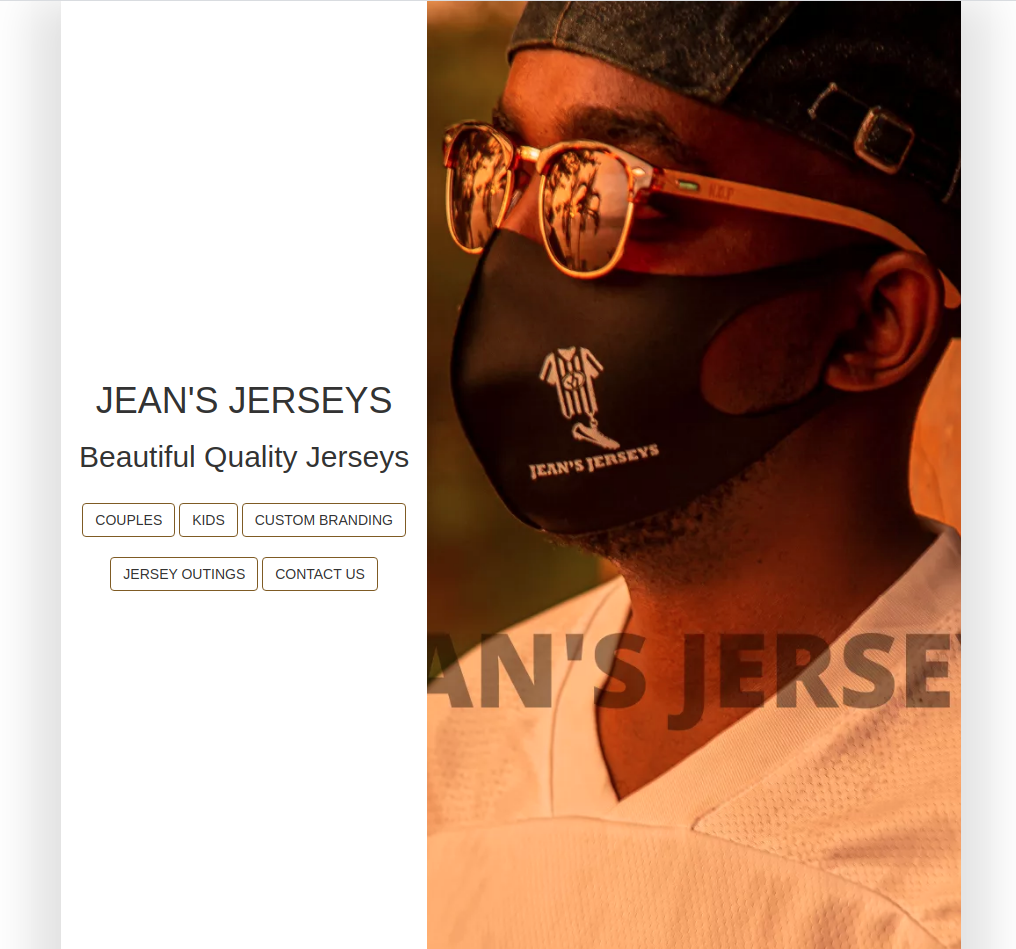 JEAN'S JERSEYS
Beautiful Quality Jerseys
COUPLES
KIDS
CUSTOM BRANDING
JERSEY OUTINGS
CONTACT US
JEAN'S JERSEYS
AN'S JERSE